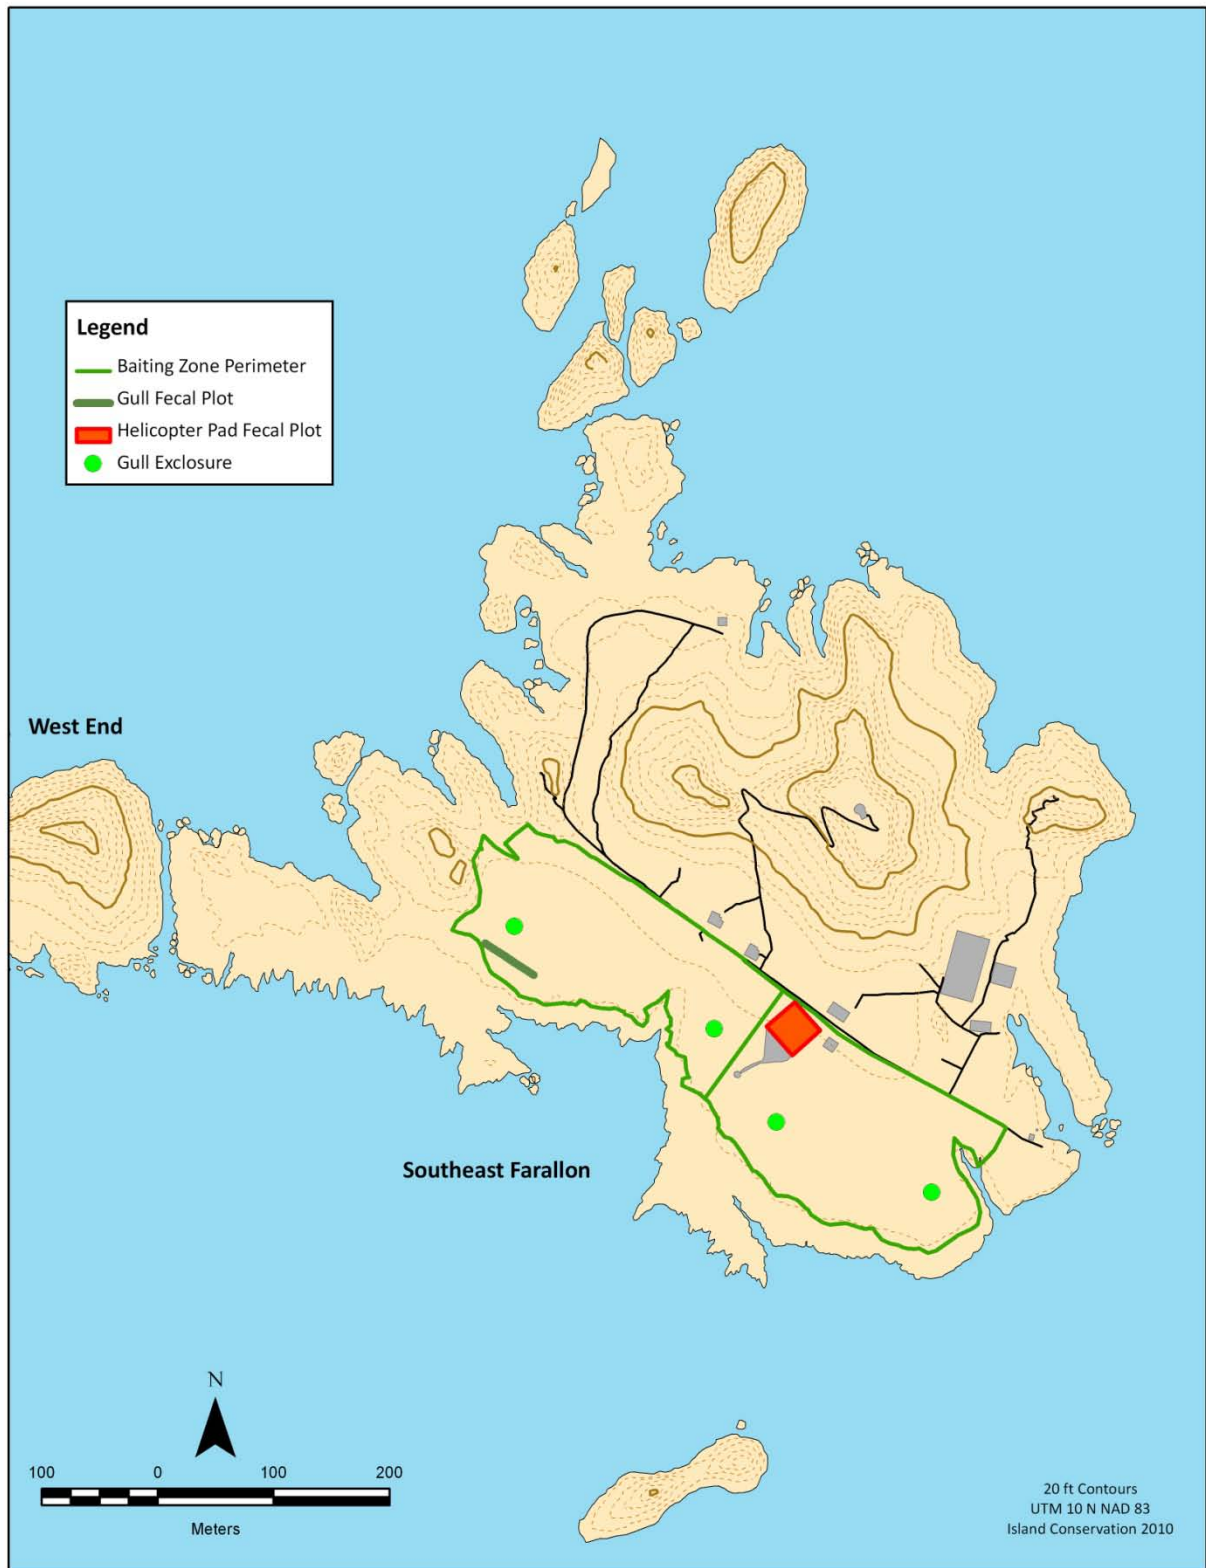 Legend
Baiting Zone Perimeter
Gull Fecal Plot
Helicopter Pad Fecal Plot
Gull Exclosure
West End
Southeast Farallon
N
100 0 100 200
Meters
20 ft Contours
UTM 10 N NAD 83
Island Conservation 2010